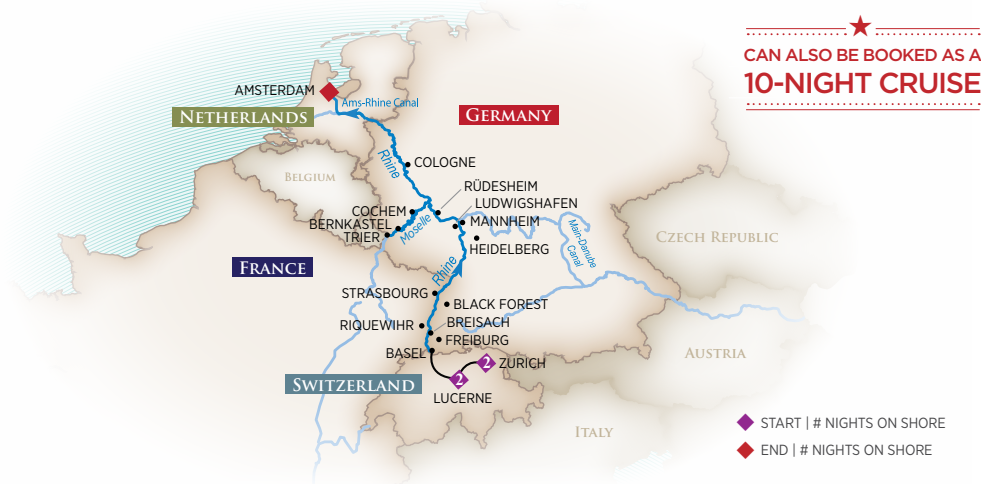 CAN ALSO BE BOOKED AS A
10-NIGHT CRUISE
AMSTERDAM
Ams-Rhine Canal
NETHERLANDS
GERMANY
Rhine
COLOGNE
BELGIUM
RÜDESHEIM
LUDWIGSHAFEN
COCHEM
MANNHEIM
BERNKASTEL
TRIER
Moselle
HEIDELBERG
Main-Danube
Canal
CZECH REPUBLIC
FRANCE
Rhine
STRASBOURG
BLACK FOREST
RIQUEWIHR
BREISACH
FREIBURG
BASEL
AUSTRIA
2
ZURICH
SWITZERLAND
2
LUCERNE
ITALY
START | # NIGHTS ON SHORE
END | # NIGHTS ON SHORE